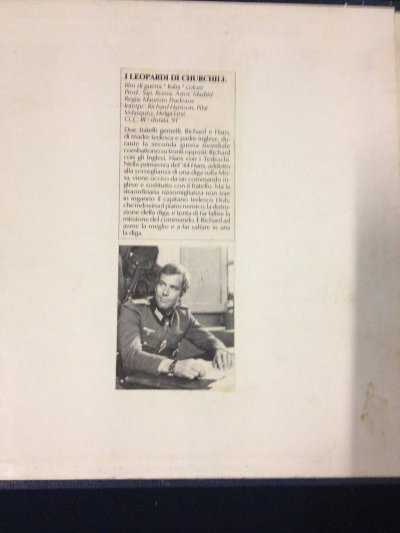 I LEOPARDI DI CHURCHILL
film di guerra * Italia * colore
Prod.: Sap, Roma, Astor, Madrid
Regia: Maurizio Pradeaux
Interpr.: Richard Harrison, Pilar
Velasquez, Helga Liné
CCC III – durata: 91'
Due fratelli gemelli, Richard e Hans,
di madre tedesca e padre inglese, du-
rante la seconda guerra mondiale
combattono su fronti opposti: Richard
con gli Inglesi, Hans con i Tedeschi.
Nella primavera del '44 Hans, addetto
alla sorveglianza di una diga sulla Mo-
sa, viene ucciso da un commando in-
glese e sostituito con il fratello. Ma la
straordinaria rassomiglianza non trae
in inganno il capitano tedesco
che indovina il piano nemico, la distru-
zione della diga, e tenta di far fallire la
missione del commando. È Richard ad
avere la meglio e a far saltare in aria
la diga.